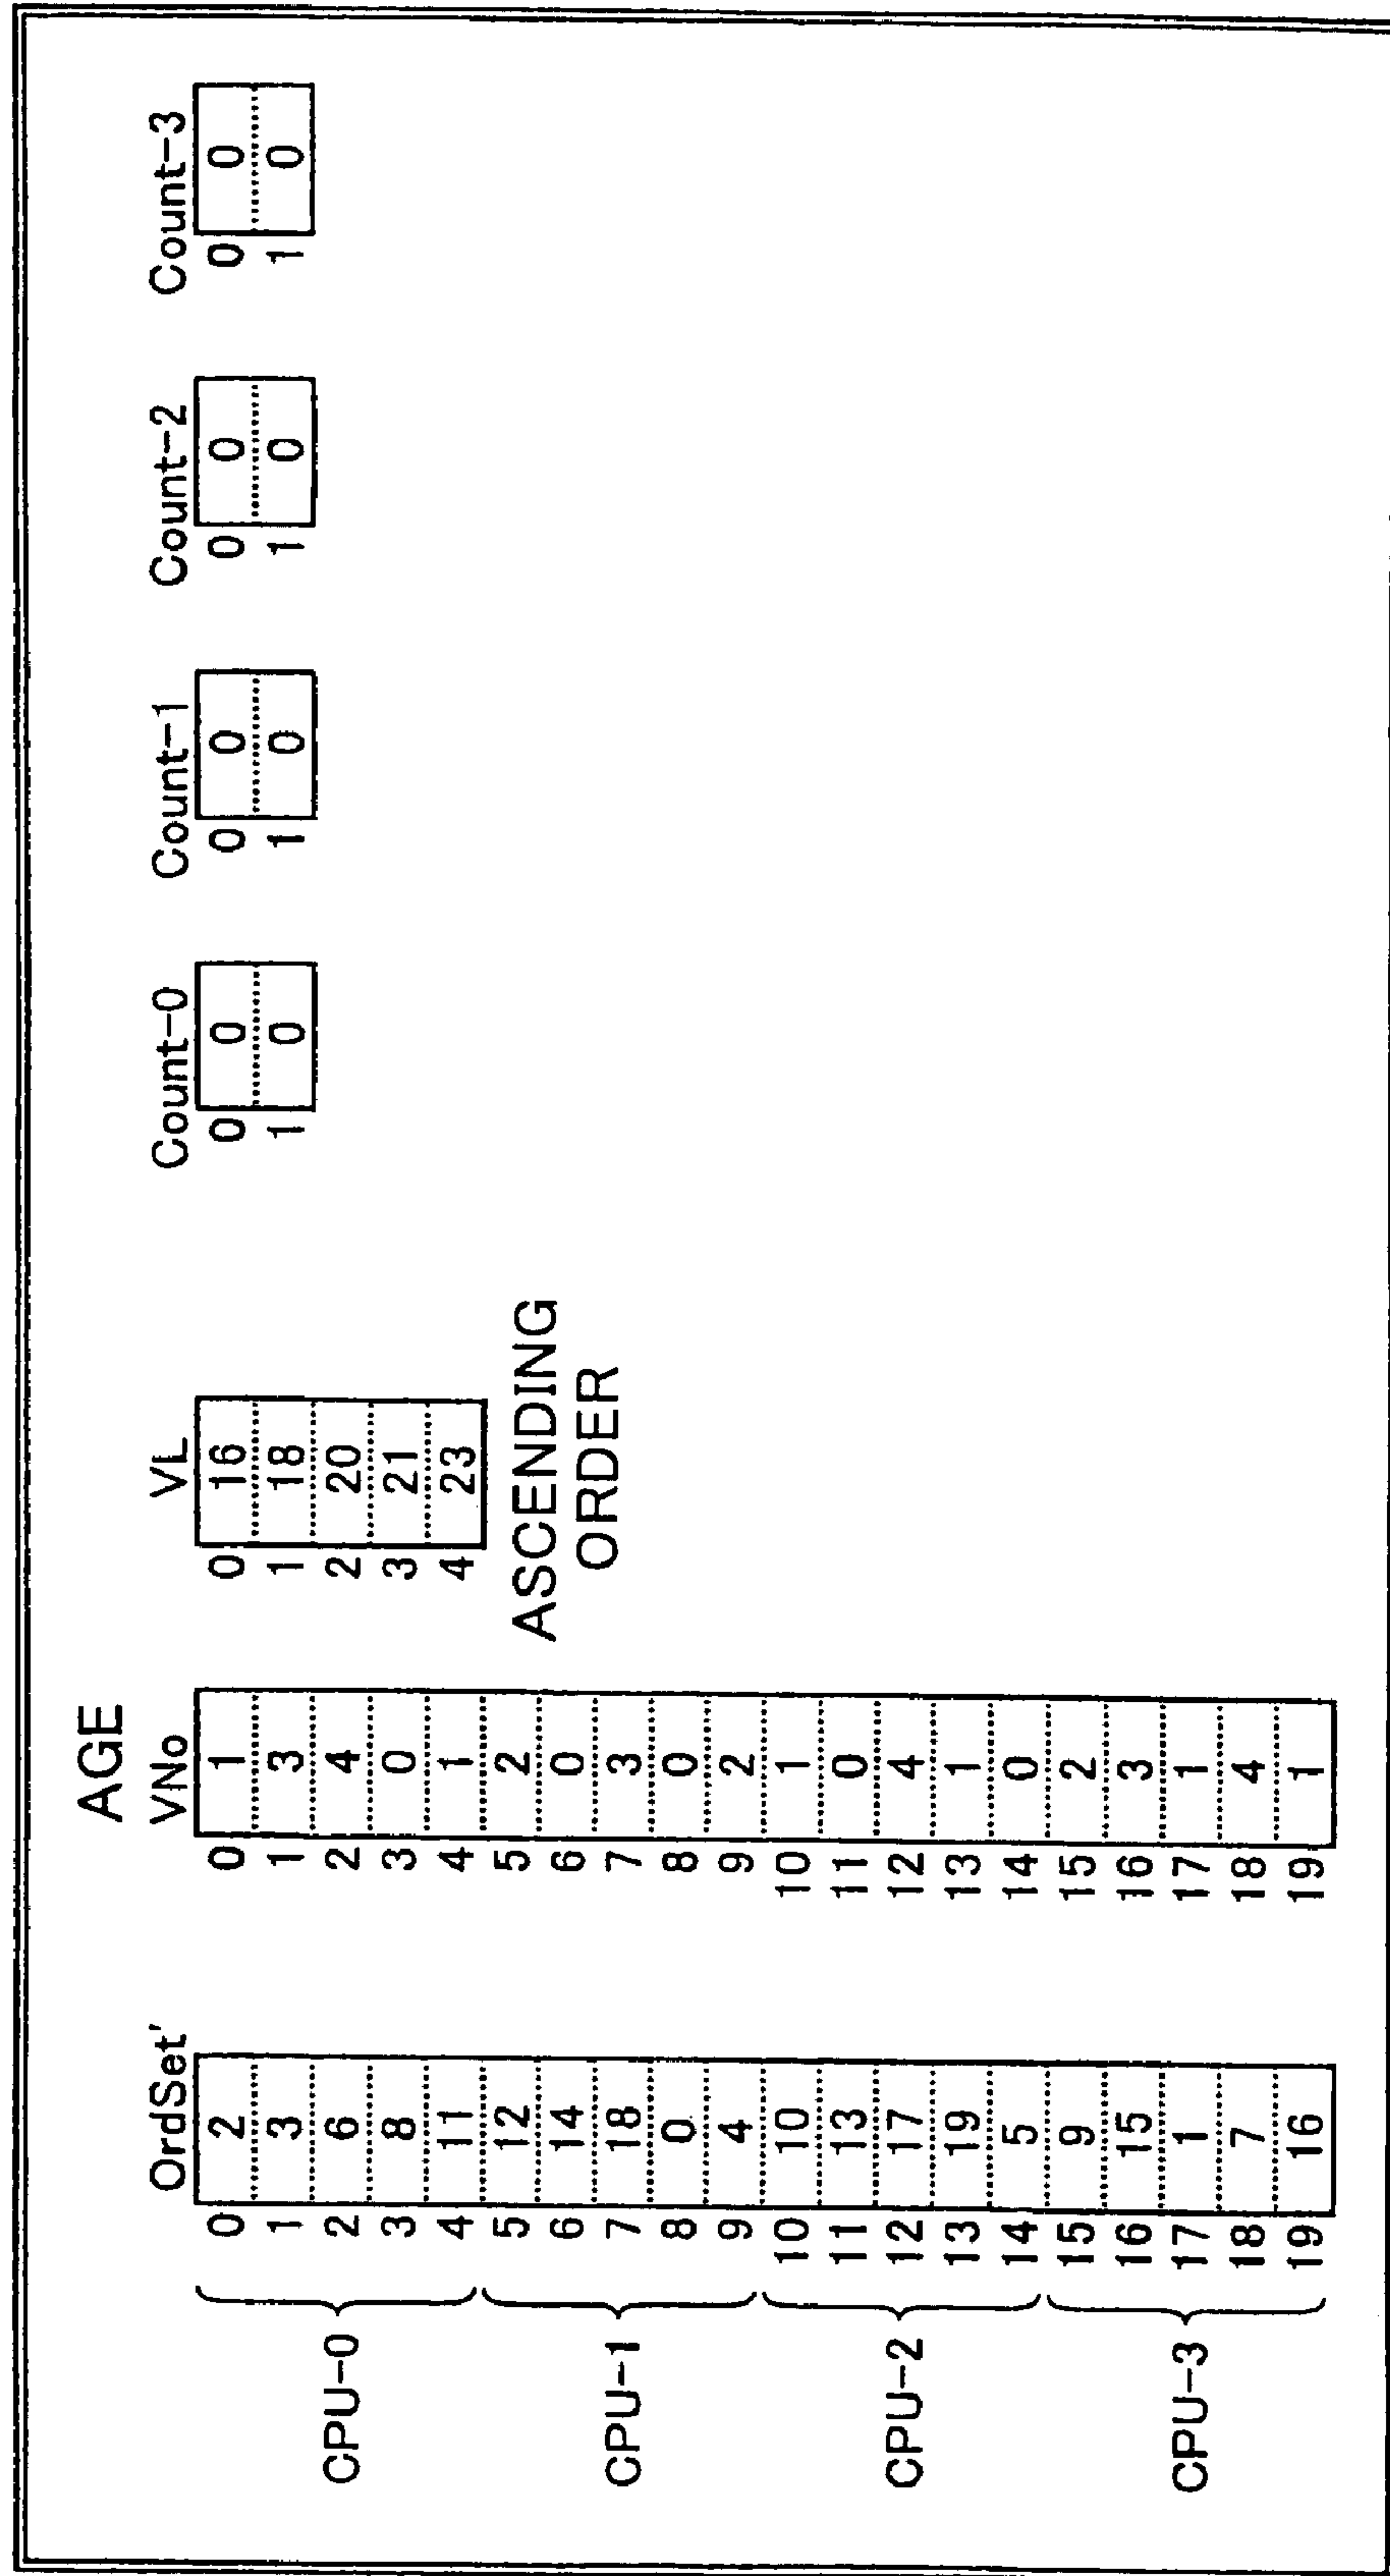 AGE
OrdSet' VNo VL Count-0 Count-1 Count-2 Count-3
0 2 0 1 0 16 0 0 0 0 0 0 0 0
1 3 1 3 1 18 1 0 1 0 1 0 1 0
2 6 2 4 2 20
3 8 3 0 3 21
4 11 4 1 4 23
5 12 5 2
6 14 6 0
7 18 7 3
8 0 8 0
9 4 9 2
10 10 10 1
11 13 11 0
12 17 12 4
13 19 13 1
14 5 14 0
15 9 15 2
16 15 16 3
17 1 17 1
18 7 18 4
19 16 19 1
CPU-0
CPU-1
CPU-2
CPU-3
ASCENDING
ORDER